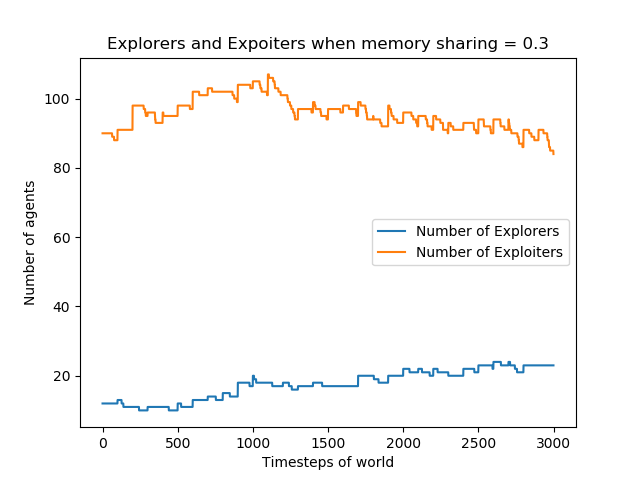 Explorers and Expoiters when memory sharing = 0.3
Number of agents
100
80
60
40
20
Number of Explorers
Number of Exploiters
0
500
1000
1500
2000
2500
3000
Timesteps of world